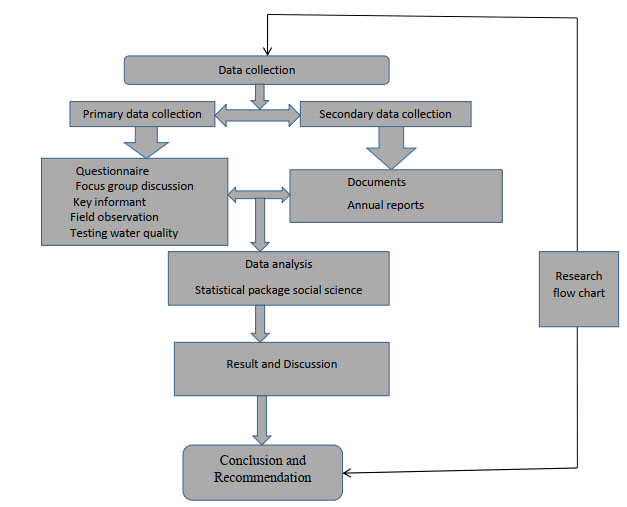 Data collection
Primary data collection
Secondary data collection
Questionnaire
Focus group discussion
Key informant
Field observation
Testing water quality
Documents
Annual reports
Data analysis
Statistical package social science
Research
flow chart
Result and Discussion
Conclusion and
Recommendation